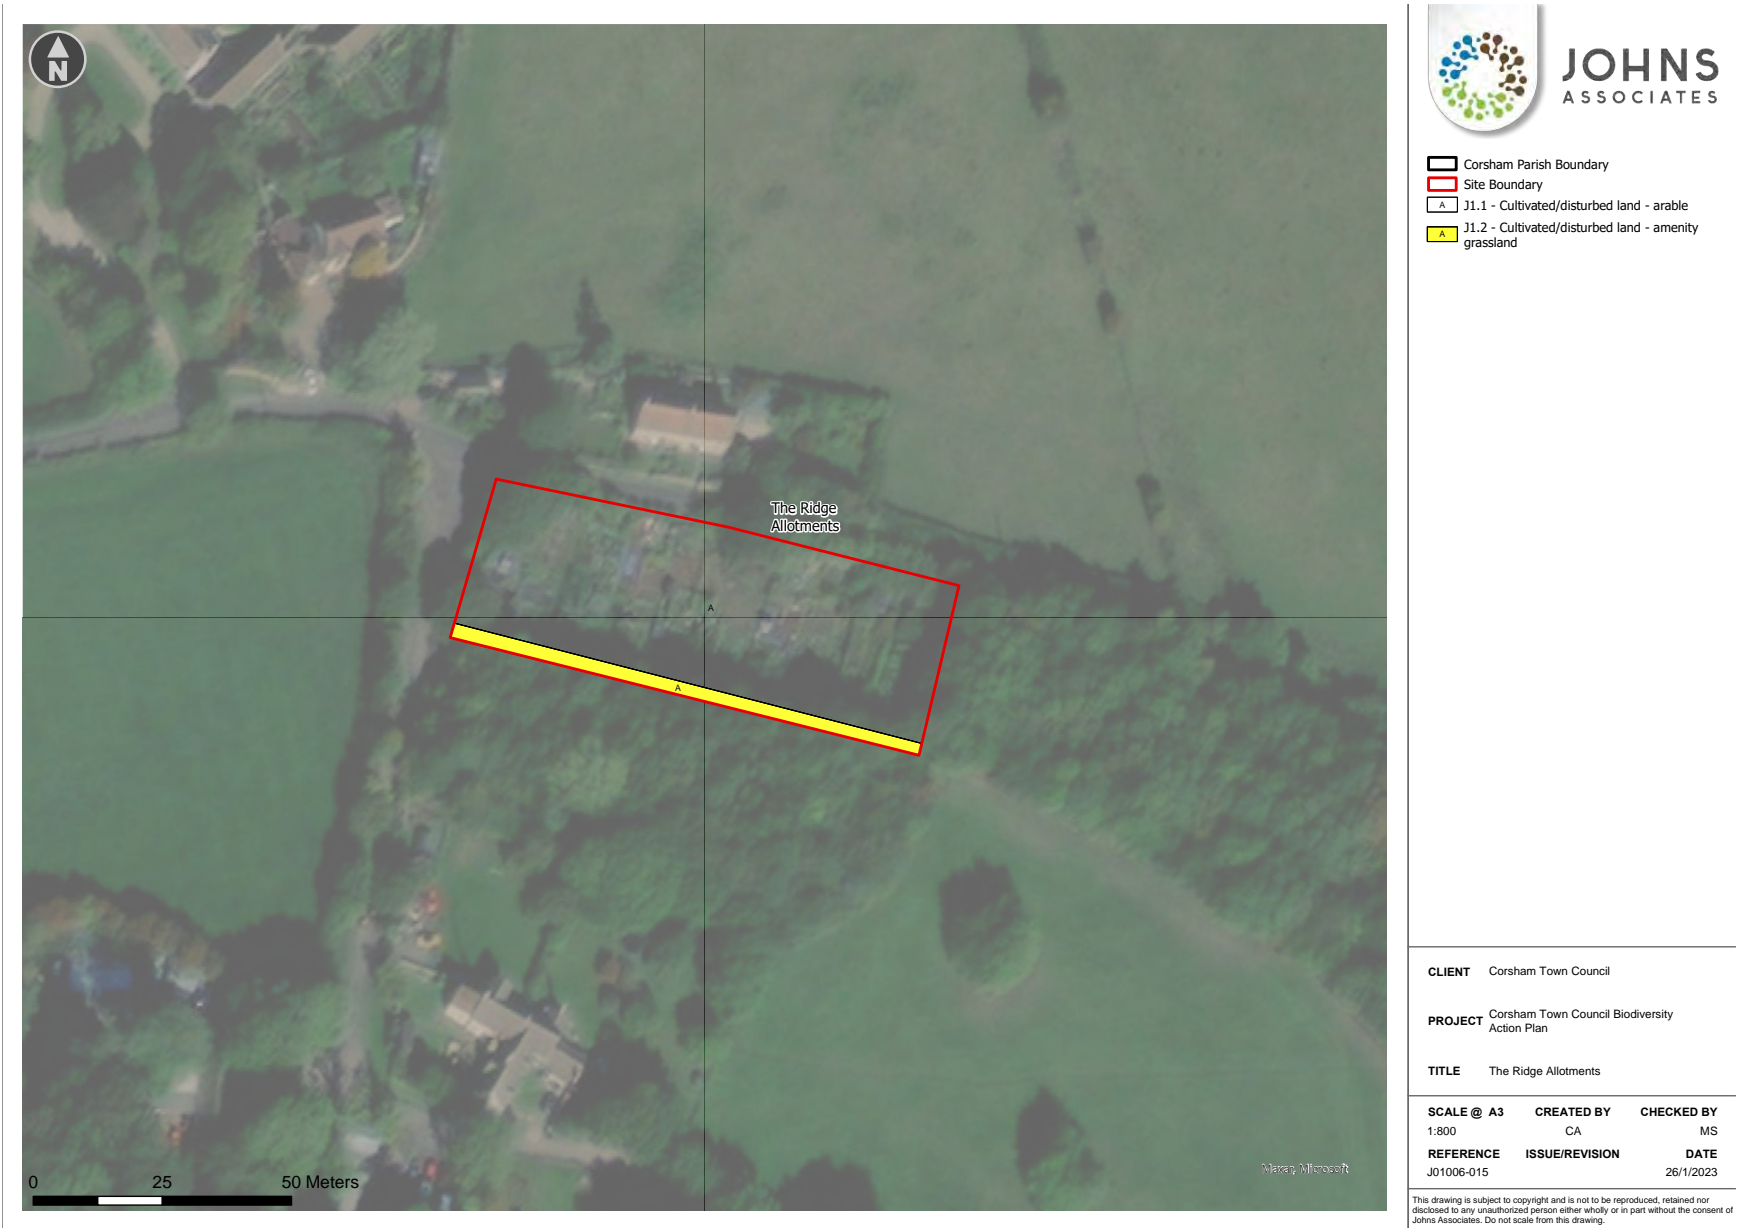 N
The Ridge
Allotments
A
A
0 25 50 Meters
Maxar, Microsoft
JOHNS
ASSOCIATES
Corsham Parish Boundary
Site Boundary
A J1.1 - Cultivated/disturbed land - arable
A J1.2 - Cultivated/disturbed land - amenity
grassland
CLIENT Corsham Town Council
PROJECT Corsham Town Council Biodiversity
Action Plan
TITLE The Ridge Allotments
SCALE @ A3 CREATED BY CHECKED BY
1:800 CA MS
REFERENCE ISSUE/REVISION DATE
J01006-015 26/1/2023
This drawing is subject to copyright and is not to be reproduced, retained nor
disclosed to any unauthorized person either wholly or in part without the consent of
Johns Associates. Do not scale from this drawing.